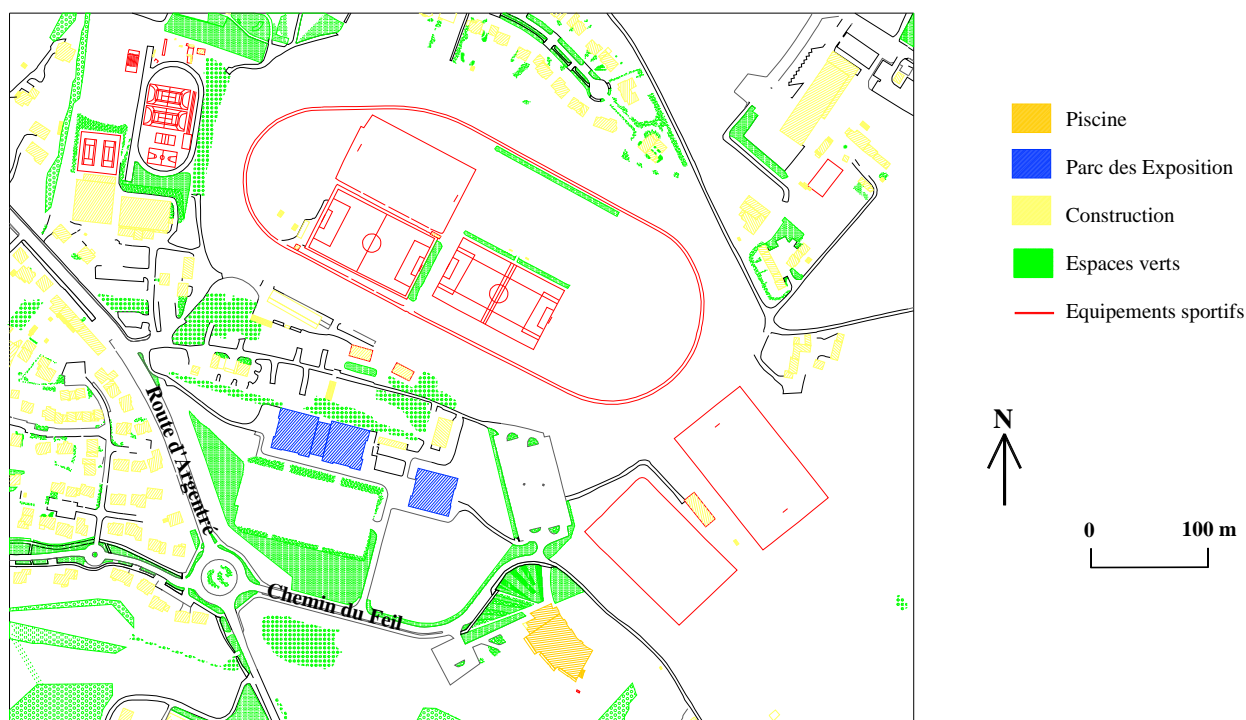 Piscine
Parc des Exposition
Construction
Espaces verts
Equipements sportifs
Route d'Argentré
N
0 100 m
Chemin du Feil